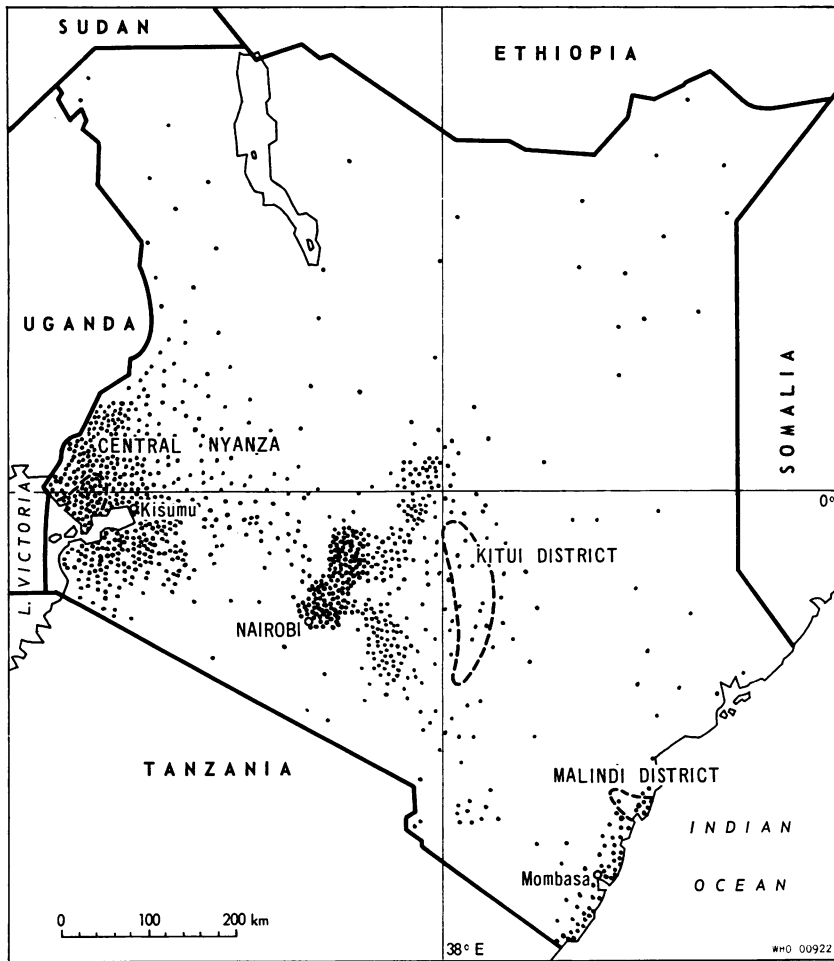 SUDAN
ETHIOPIA
UGANDA
SOMALIA
CENTRAL NYANZA
L. VICTORIA
Kisumu
0°
KITUI DISTRICT
NAIROBI
TANZANIA
MALINDI DISTRICT
INDIAN
OCEAN
Mombasa
0 100 200 km
38° E
WHO 00922